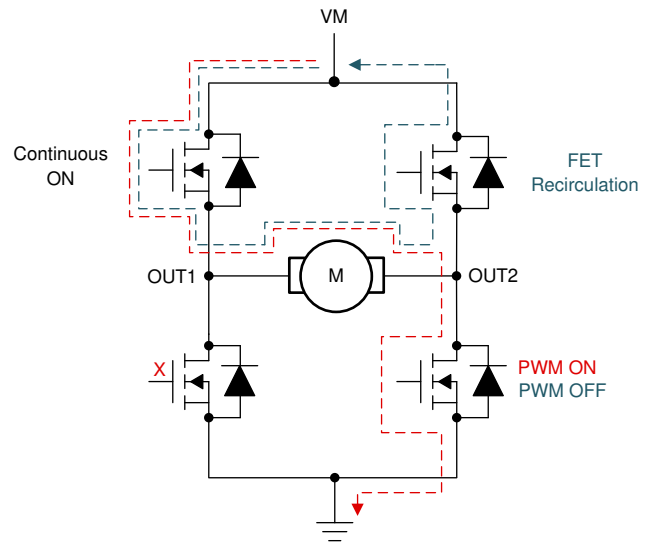 VM
Continuous
ON
FET
Recirculation
OUT1
M
OUT2
X
PWM ON
PWM OFF